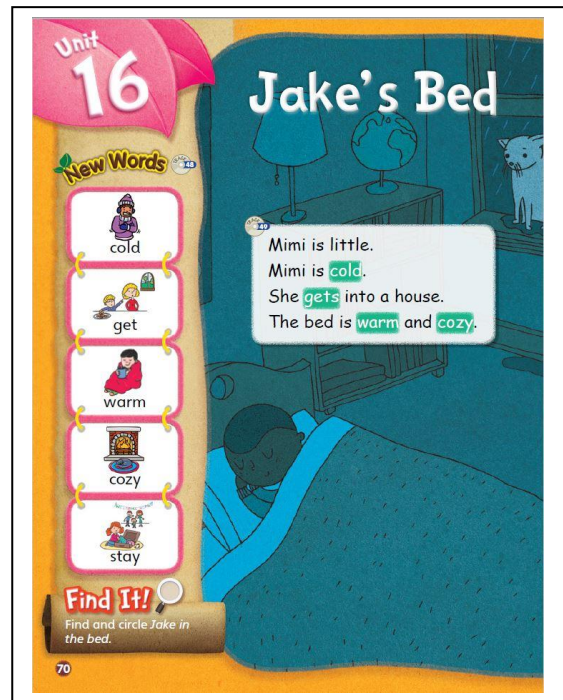 Unit
16
Jake's Bed
New Words
TRACK 48
cold
get
warm
cozy
stay
TRACK 49
Mimi is little.
Mimi is cold.
She gets into a house.
The bed is warm and cozy.
Find It!
Find and circle Jake in
the bed.
70